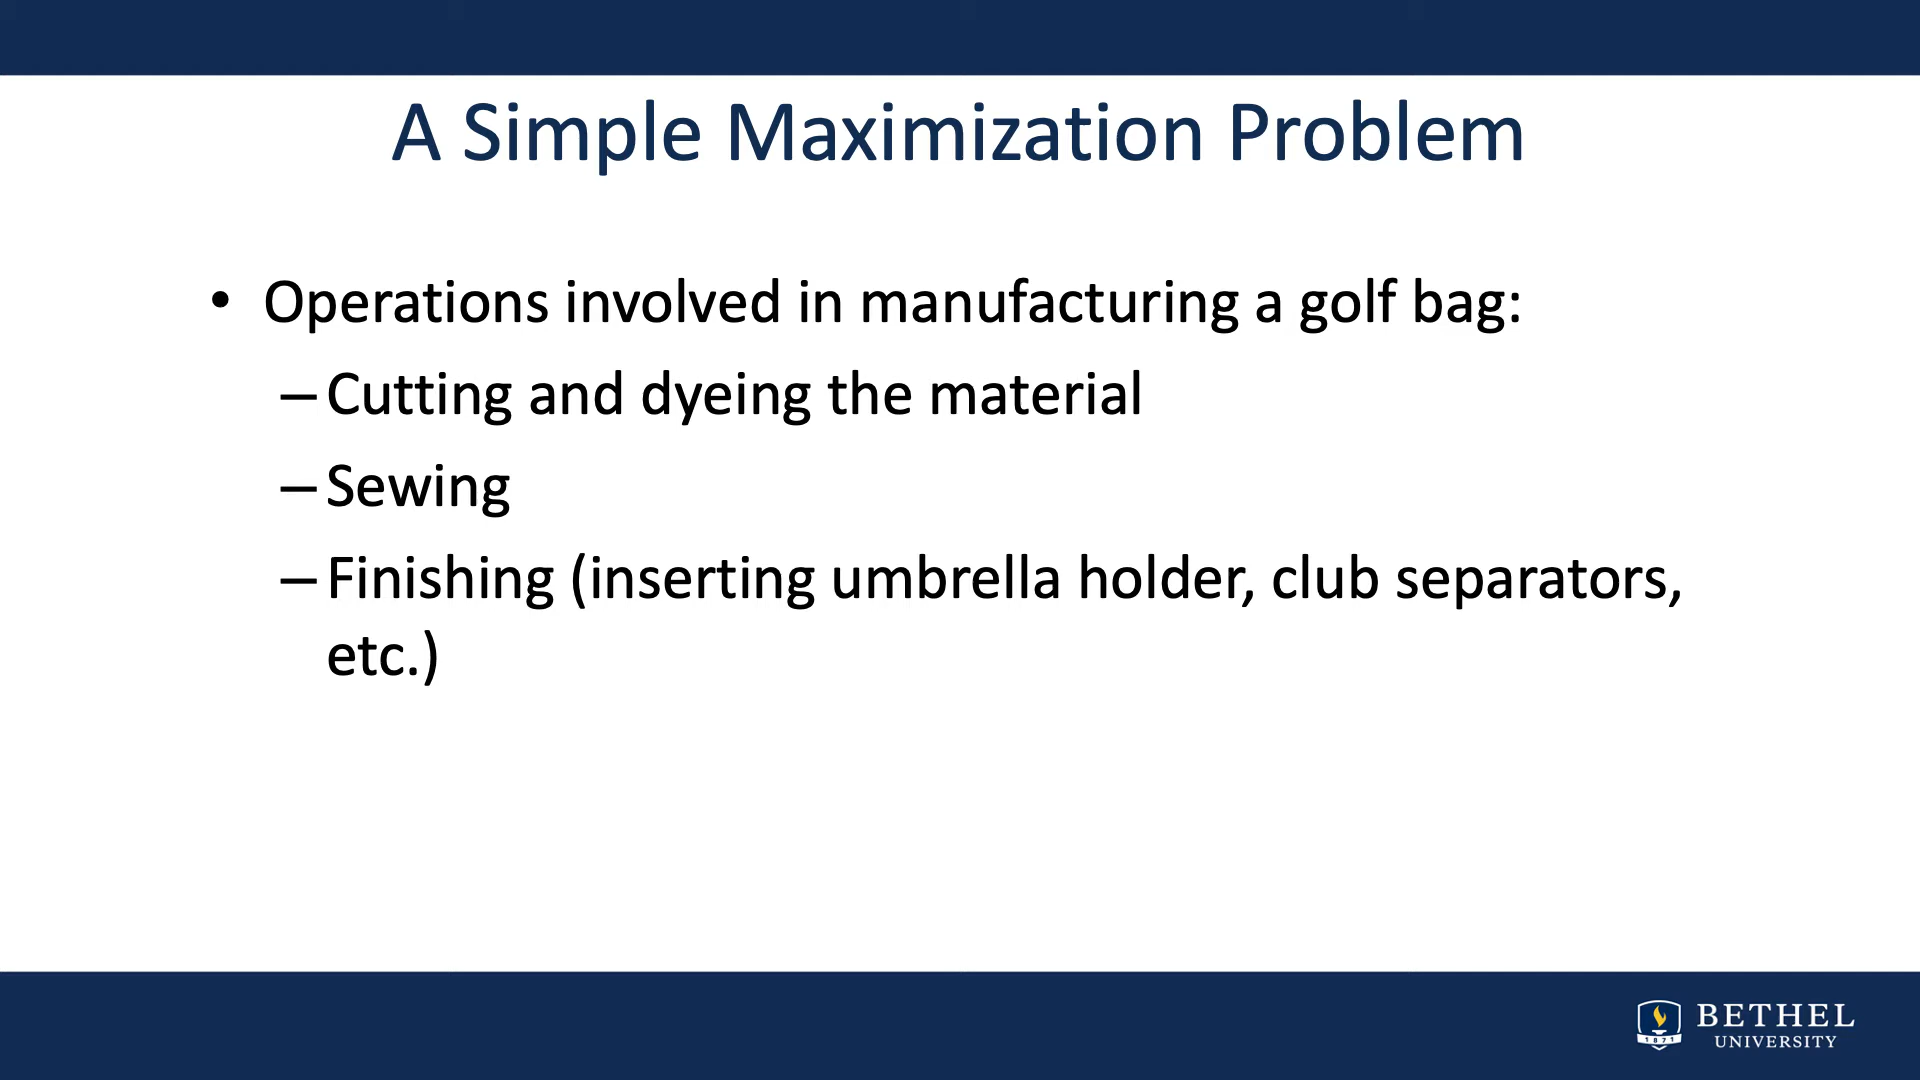 A Simple Maximization Problem
• Operations involved in manufacturing a golf bag:
– Cutting and dyeing the material
– Sewing
– Finishing (inserting umbrella holder, club separators,
etc.)
1871
BETHEL
UNIVERSITY